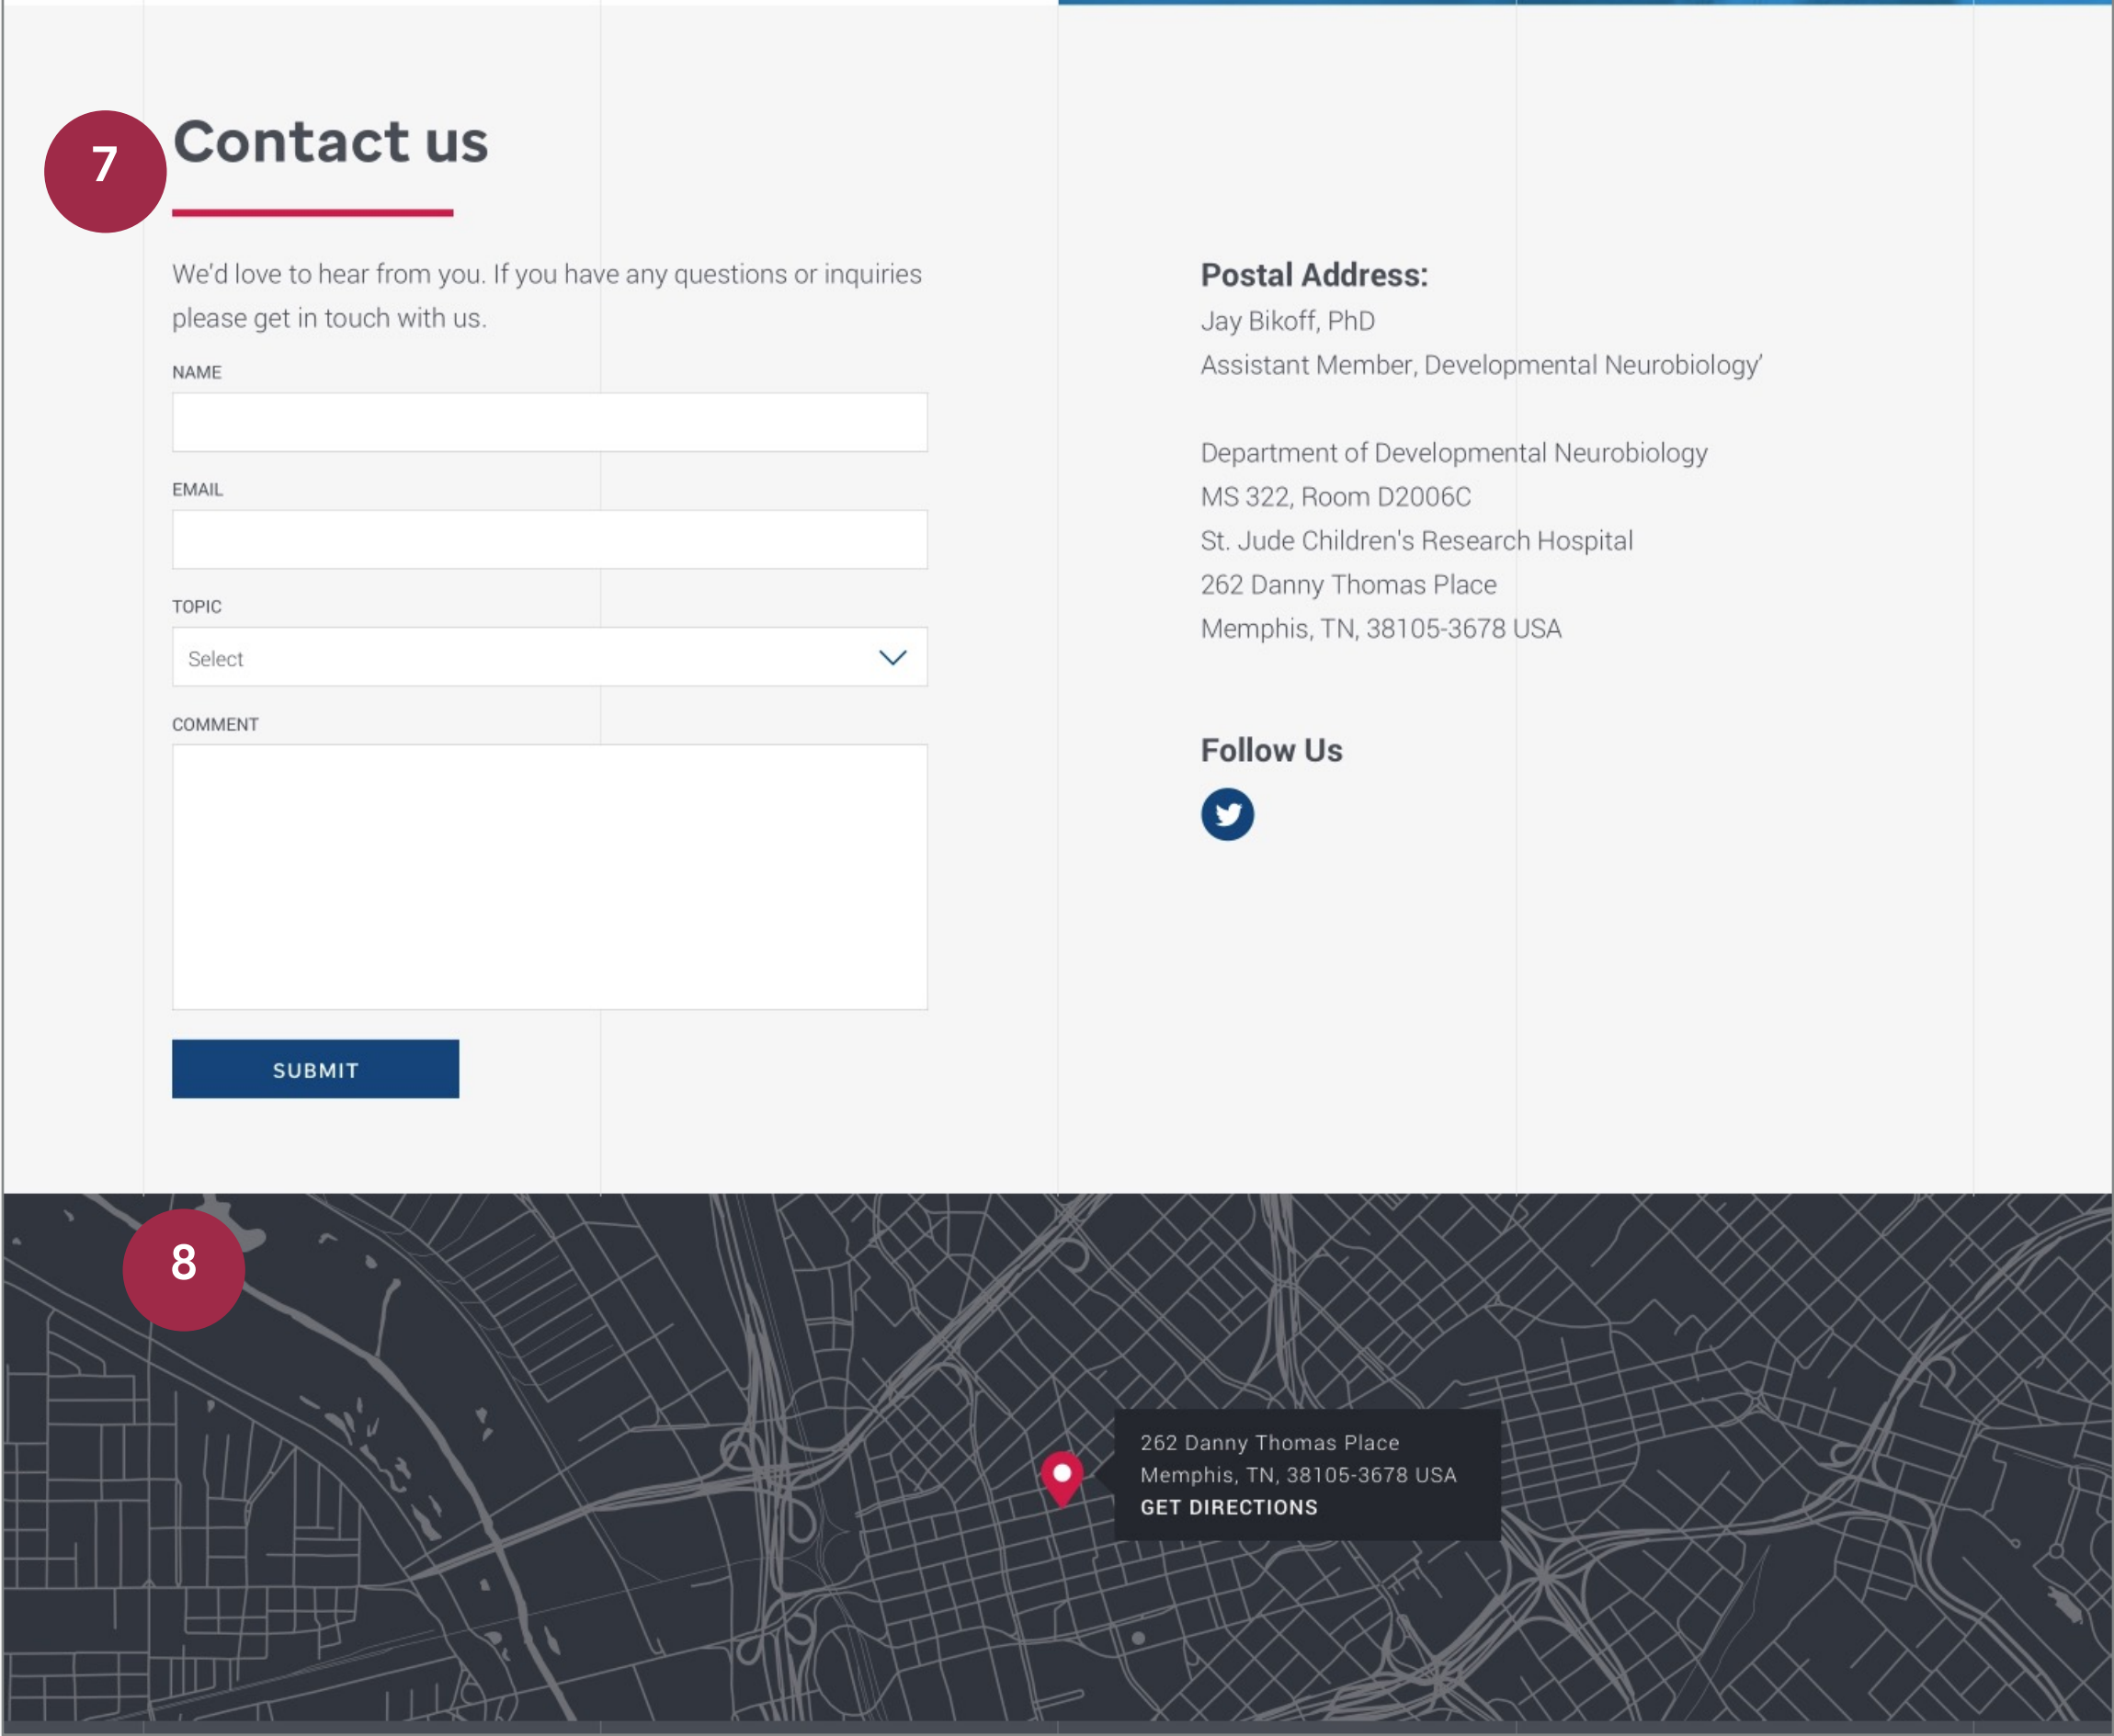 7
Contact us
We'd love to hear from you. If you have any questions or inquiries
please get in touch with us.
NAME
EMAIL
TOPIC
Select
COMMENT
SUBMIT
Postal Address:
Jay Bikoff, PhD
Assistant Member, Developmental Neurobiology’
Department of Developmental Neurobiology
MS 322, Room D2006C
St. Jude Children's Research Hospital
262 Danny Thomas Place
Memphis, TN, 38105-3678 USA
Follow Us
8
262 Danny Thomas Place
Memphis, TN, 38105-3678 USA
GET DIRECTIONS